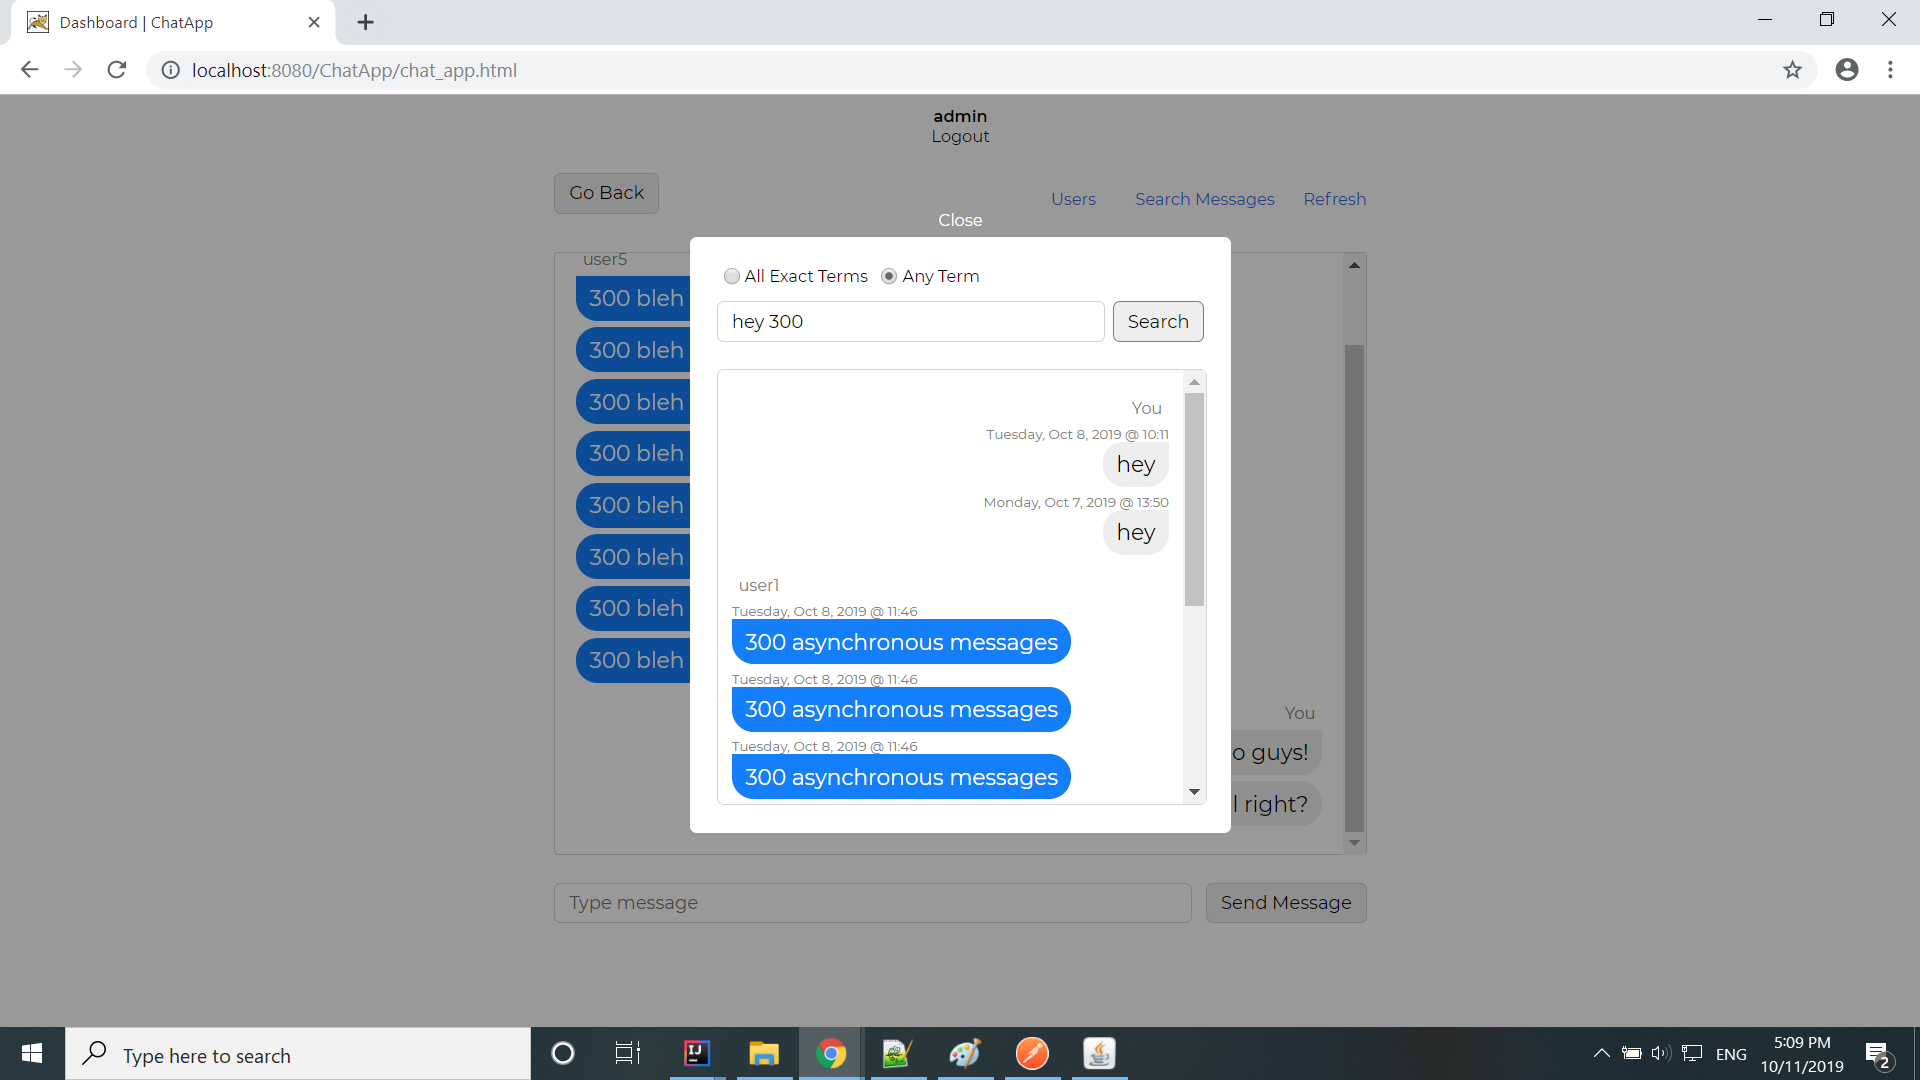 Dashboard | ChatApp
localhost:8080/ChatApp/chat_app.html
admin
Logout
Go Back
Users Search Messages Refresh
Close
user5
300 bleh
300 bleh
300 bleh
300 bleh
300 bleh
300 bleh
300 bleh
300 bleh
All Exact Terms Any Term
hey 300
Search
You
Tuesday, Oct 8, 2019 @ 10:11
hey
Monday, Oct 7, 2019 @ 13:50
hey
user1
Tuesday, Oct 8, 2019 @ 11:46
300 asynchronous messages
Tuesday, Oct 8, 2019 @ 11:46
300 asynchronous messages
Tuesday, Oct 8, 2019 @ 11:46
300 asynchronous messages
You
o guys!
l right?
Type message
Send Message
Type here to search
IJ
ENG
5:09 PM
10/11/2019
2